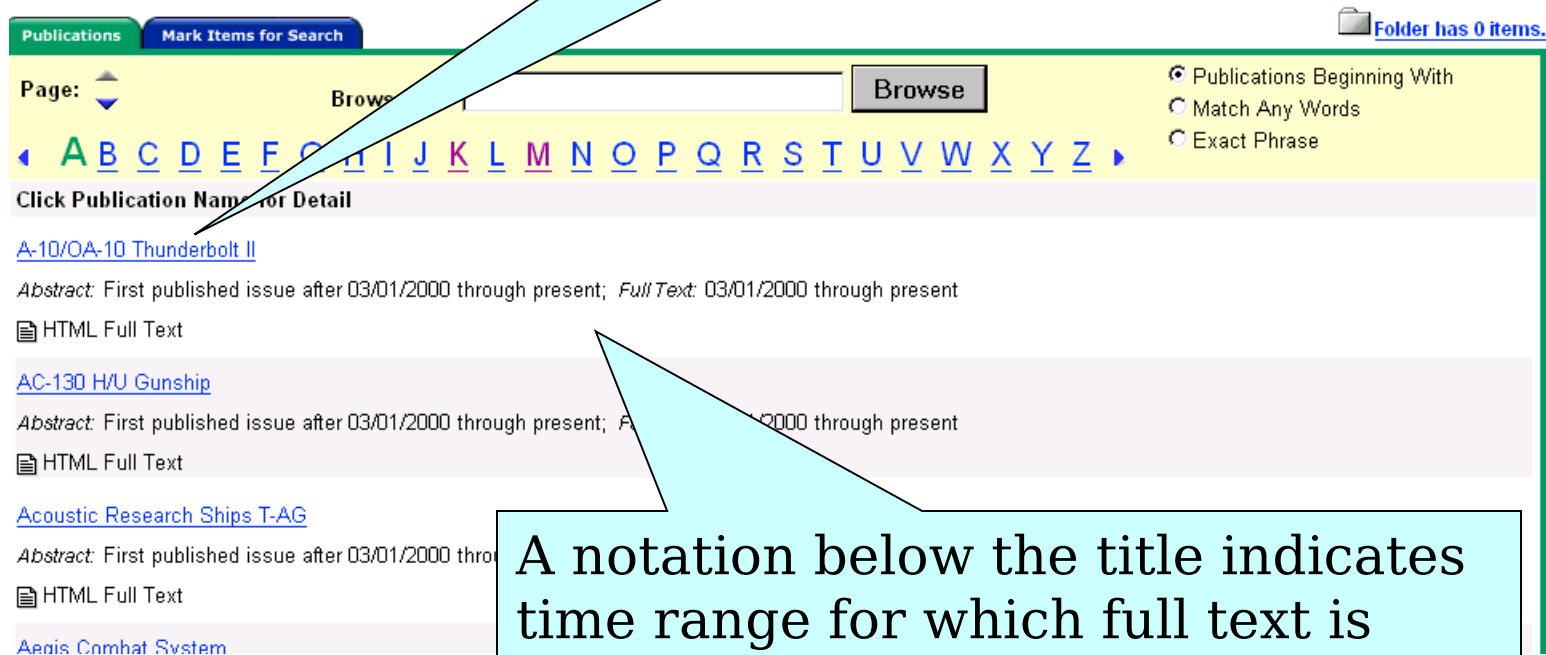 Publications Mark Items for Search Folder has 0 items.
Page: Browse Publications Beginning With
Match Any Words
A B C D E F H I J K L M N O P Q R S T U V W X Y Z Exact Phrase
Click Publication Name for Detail
A-10/OA-10 Thunderbolt II
Abstract: First published issue after 03/01/2000 through present; Full Text: 03/01/2000 through present
HTML Full Text
AC-130 H/U Gunship
Abstract: First published issue after 03/01/2000 through present; through present
HTML Full Text
Acoustic Research Ships T-AG
Abstract: First published issue after 03/01/2000
HTML Full Text
Aegis Combat System
A notation below the title indicates
time range for which full text is